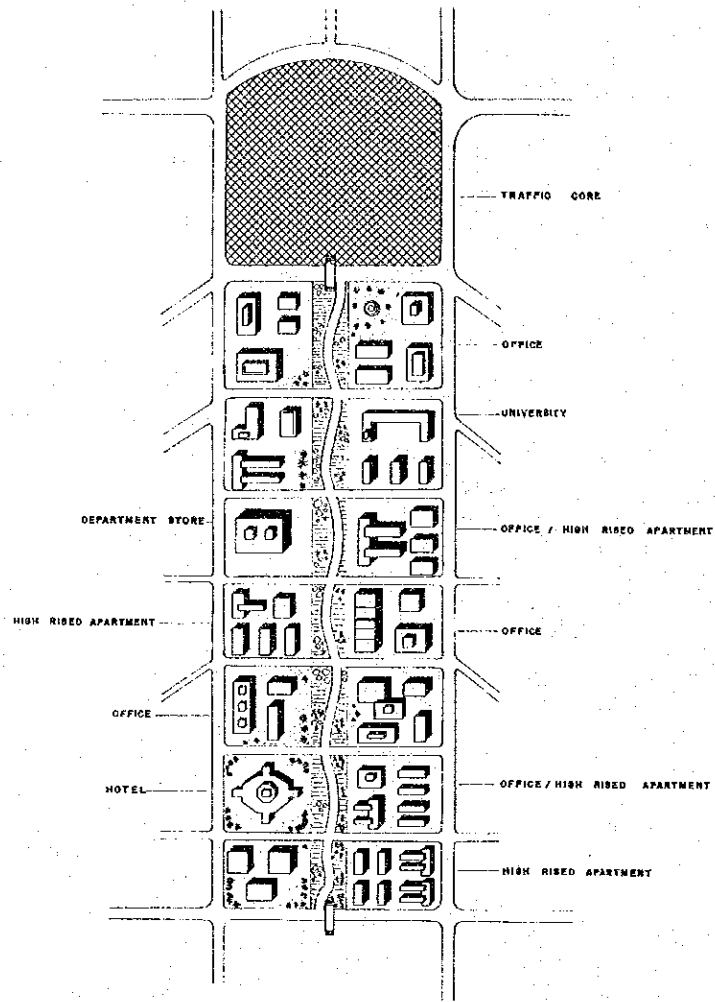 TRAFFIC CORE
OFFICE
UNIVERSITY
DEPARTMENT STORE
OFFICE / HIGH RISED APARTMENT
HIGH RISED APARTMENT
OFFICE
OFFICE
HOTEL
OFFICE / HIGH RISED APARTMENT
HIGH RISED APARTMENT